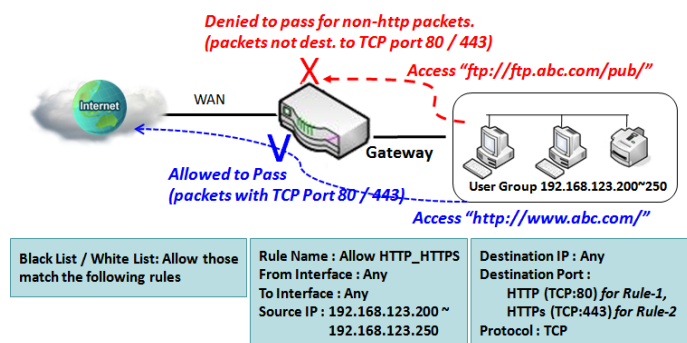 Denied to pass for non-http packets.
(packets not dest. to TCP port 80 / 443)
X
Access “ftp://ftp.abc.com/pub/”
Internet
WAN
Gateway
V
Allowed to Pass
(packets with TCP Port 80 / 443)
User Group 192.168.123.200~250
Access “http://www.abc.com/”
Black List / White List: Allow those
match the following rules
Rule Name : Allow HTTP_HTTPS
From Interface : Any
To Interface : Any
Source IP : 192.168.123.200 ~
192.168.123.250
Destination IP : Any
Destination Port :
HTTP (TCP:80) for Rule-1,
HTTPs (TCP:443) for Rule-2
Protocol : TCP